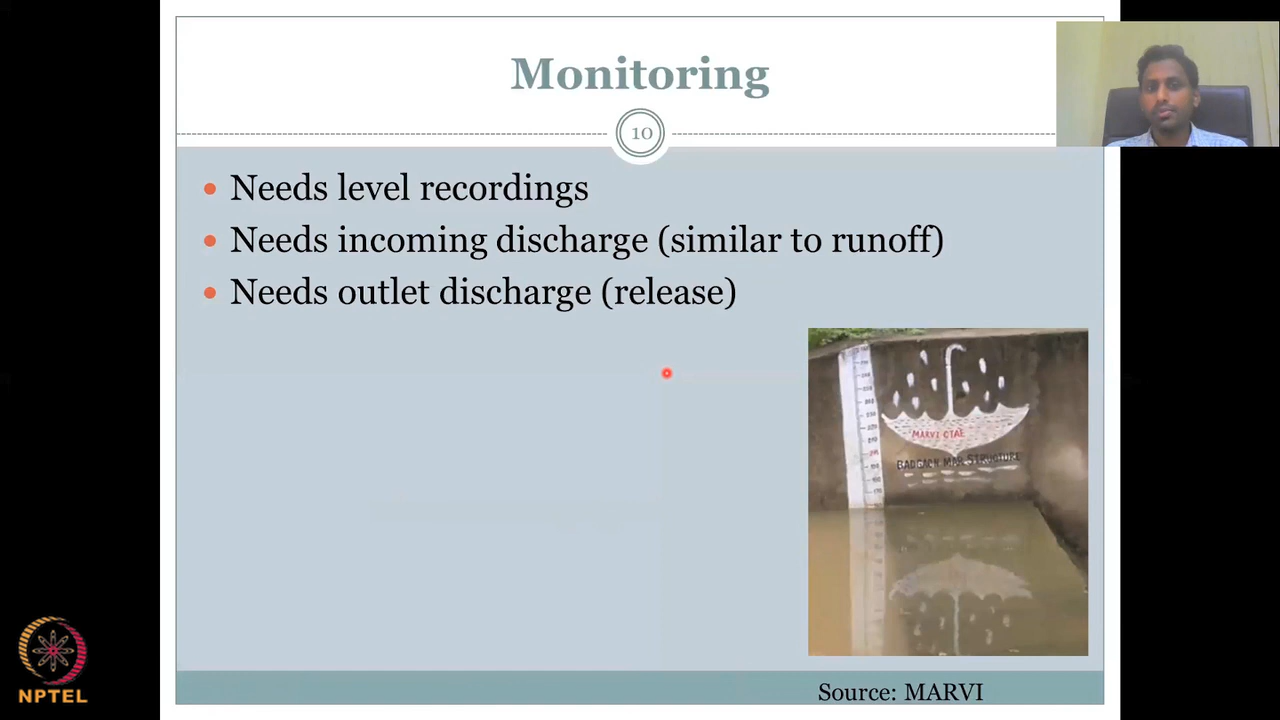 Monitoring
10
Needs level recordings
Needs incoming discharge (similar to runoff)
Needs outlet discharge (release)
MARVI CTAE
Source: MARVI
NPTEL